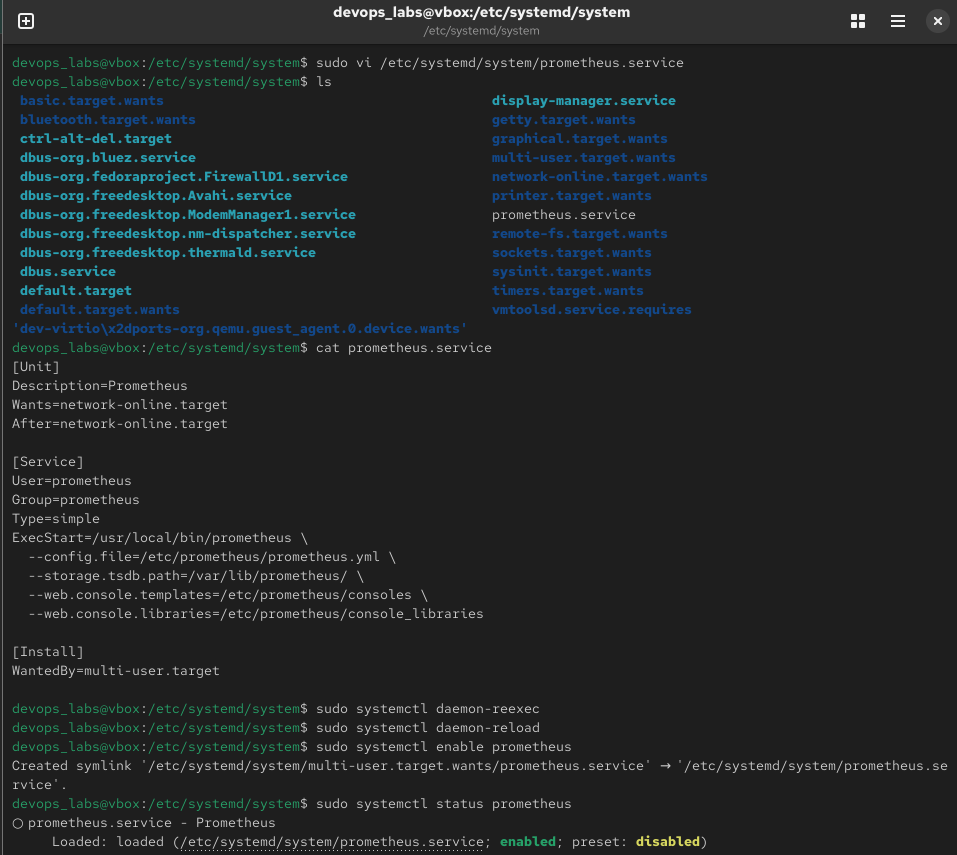 devops_labs@vbox:/etc/systemd/system
/etc/systemd/system
devops_labs@vbox:/etc/systemd/system$ sudo vi /etc/systemd/system/prometheus.service
devops_labs@vbox:/etc/systemd/system$ ls
basic.target.wants display-manager.service
bluetooth.target.wants getty.target.wants
ctrl-alt-del.target graphical.target.wants
dbus-org.bluez.service multi-user.target.wants
dbus-org.fedoraproject.FirewallD1.service network-online.target.wants
dbus-org.freedesktop.Avahi.service printer.target.wants
dbus-org.freedesktop.ModemManager1.service prometheus.service
dbus-org.freedesktop.nm-dispatcher.service remote-fs.target.wants
dbus-org.freedesktop.thermald.service sockets.target.wants
dbus.service sysinit.target.wants
default.target timers.target.wants
default.target.wants vmtoolsd.service.requires
'dev-virtio\x2dports-org.qemu.guest_agent.0.device.wants'
devops_labs@vbox:/etc/systemd/system$ cat prometheus.service
[Unit]
Description=Prometheus
Wants=network-online.target
After=network-online.target

[Service]
User=prometheus
Group=prometheus
Type=simple
ExecStart=/usr/local/bin/prometheus \
  --config.file=/etc/prometheus/prometheus.yml \
  --storage.tsdb.path=/var/lib/prometheus/ \
  --web.console.templates=/etc/prometheus/consoles \
  --web.console.libraries=/etc/prometheus/console_libraries

[Install]
WantedBy=multi-user.target

devops_labs@vbox:/etc/systemd/system$ sudo systemctl daemon-reexec
devops_labs@vbox:/etc/systemd/system$ sudo systemctl daemon-reload
devops_labs@vbox:/etc/systemd/system$ sudo systemctl enable prometheus
Created symlink '/etc/systemd/system/multi-user.target.wants/prometheus.service' → '/etc/systemd/system/prometheus.se
rvice'.
devops_labs@vbox:/etc/systemd/system$ sudo systemctl status prometheus
○ prometheus.service - Prometheus
     Loaded: loaded (/etc/systemd/system/prometheus.service; enabled; preset: disabled)